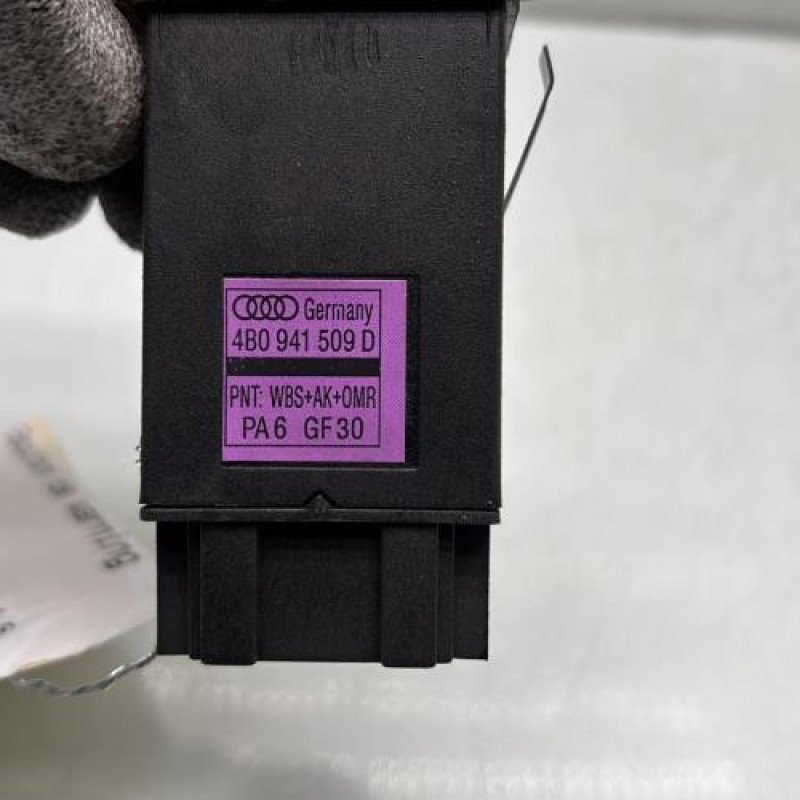 Germany
4B0 941 509 D
PNT: WBS+AK+OMR
PA6 GF30